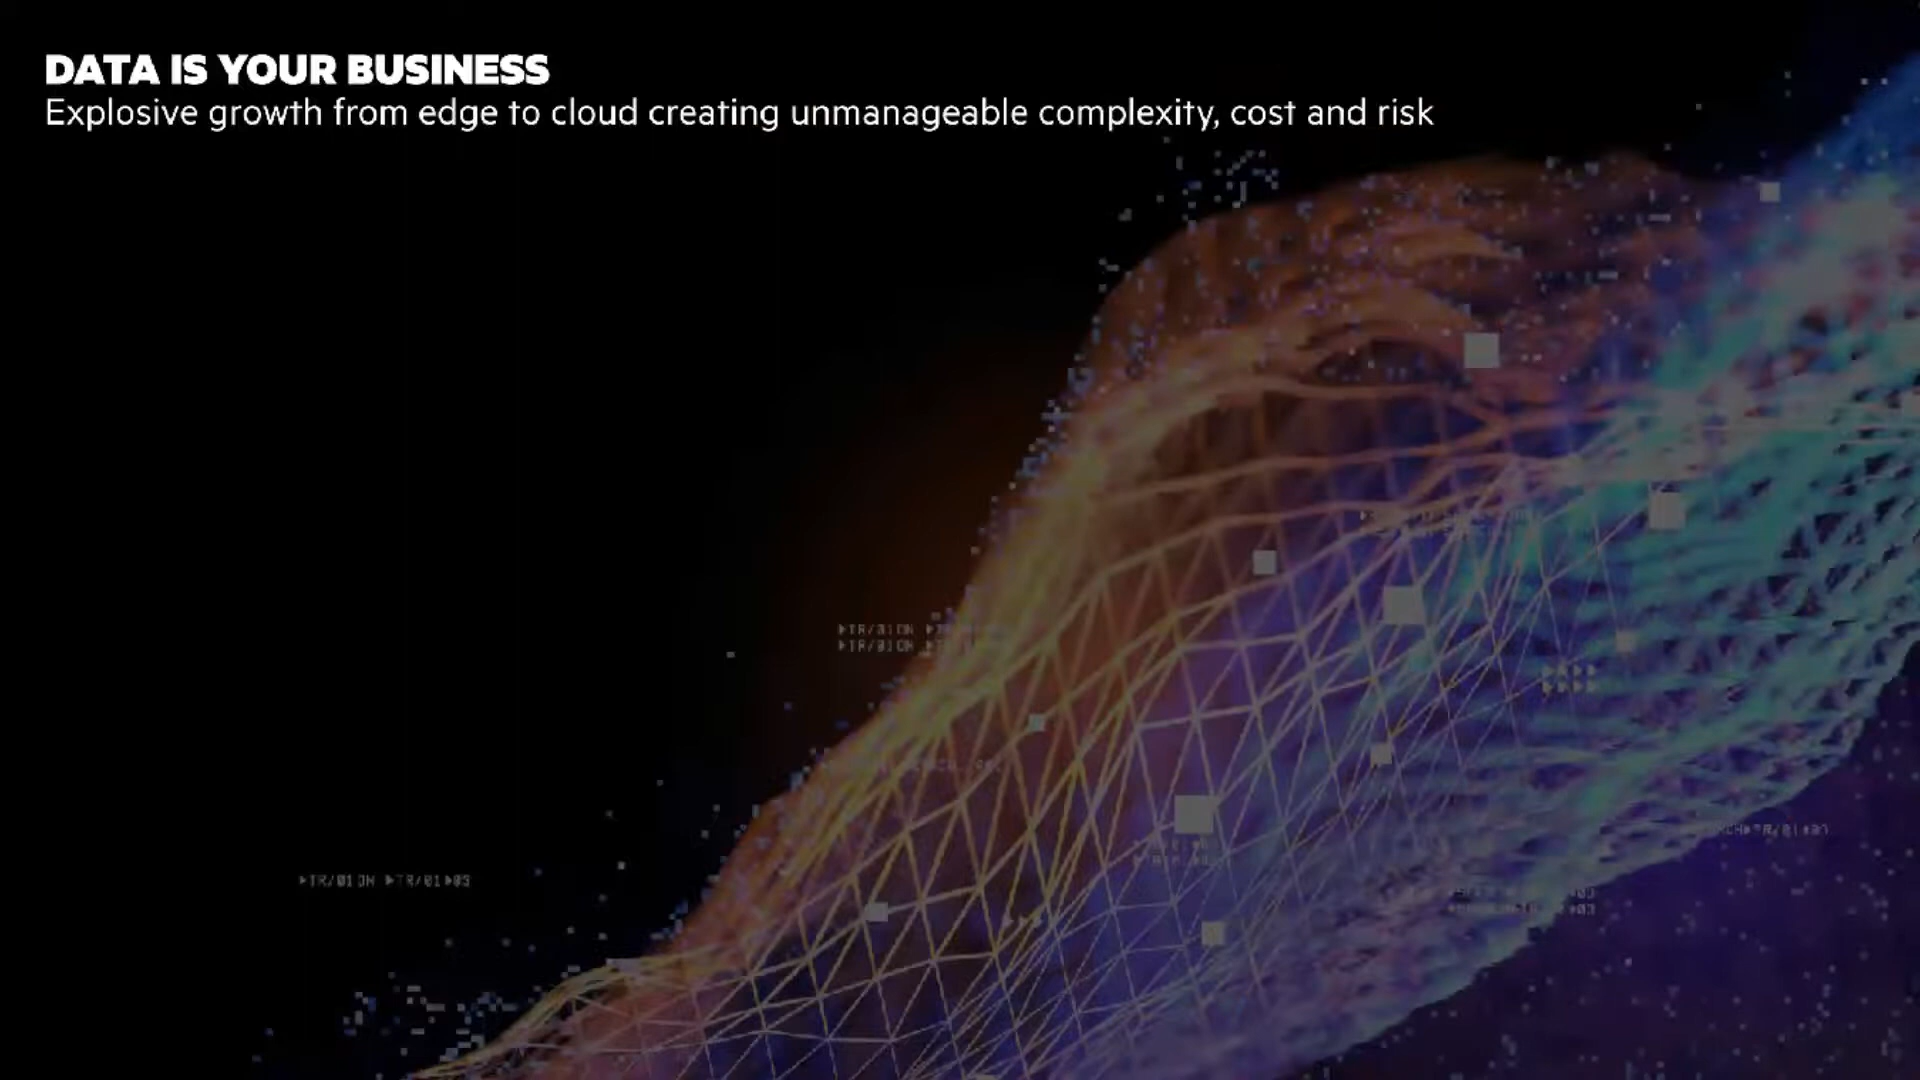 DATA IS YOUR BUSINESS
Explosive growth from edge to cloud creating unmanageable complexity, cost and risk